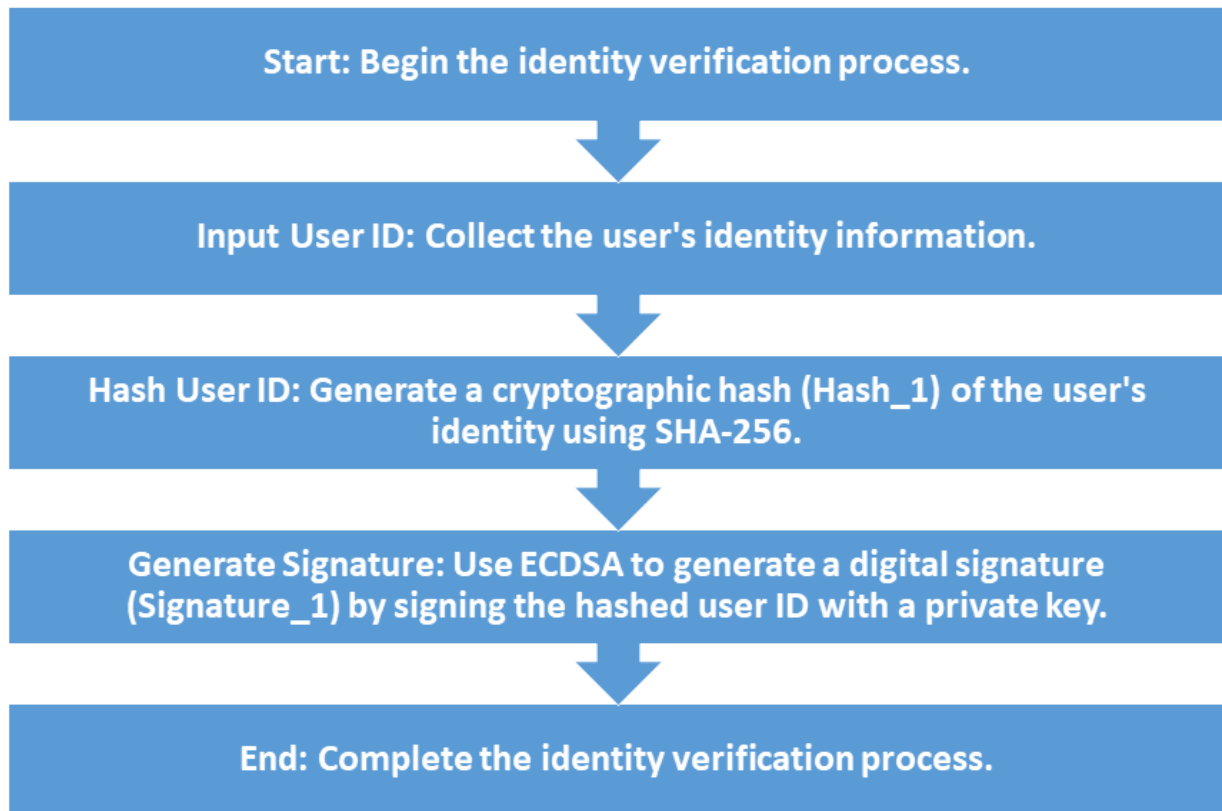 Start: Begin the identity verification process.
Input User ID: Collect the user's identity information.
Hash User ID: Generate a cryptographic hash (Hash_1) of the user's
identity using SHA-256.
Generate Signature: Use ECDSA to generate a digital signature
(Signature_1) by signing the hashed user ID with a private key.
End: Complete the identity verification process.